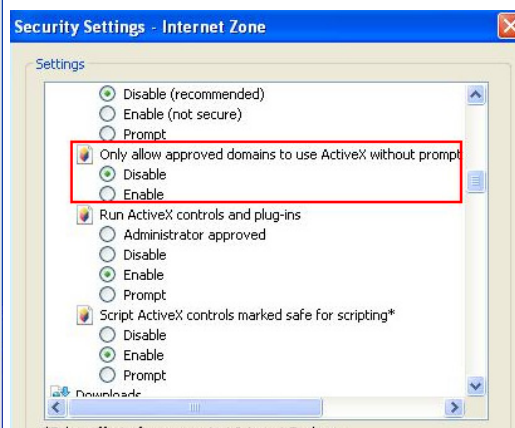 Security Settings - Internet Zone
Settings
Disable (recommended)
Enable (not secure)
Prompt
Only allow approved domains to use ActiveX without prompt
Disable
Enable
Run ActiveX controls and plug-ins
Administrator approved
Disable
Enable
Prompt
Script ActiveX controls marked safe for scripting*
Disable
Enable
Prompt
Downloads